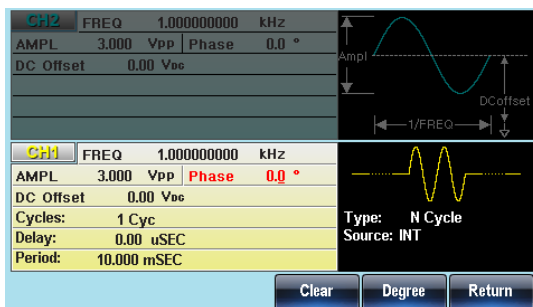 CH2 FREQ 1.000000000 kHz
AMPL 3.000 VPP Phase 0.0 °
DC Offset 0.00 VDC
Ampl
DCoffset
1/FREQ
CH1 FREQ 1.000000000 kHz
AMPL 3.000 VPP Phase 0.0 °
DC Offset 0.00 VDC
Cycles: 1 Cyc
Delay: 0.00 uSEC
Period: 10.000 mSEC
Type: N Cycle
Source: INT
Clear Degree Return